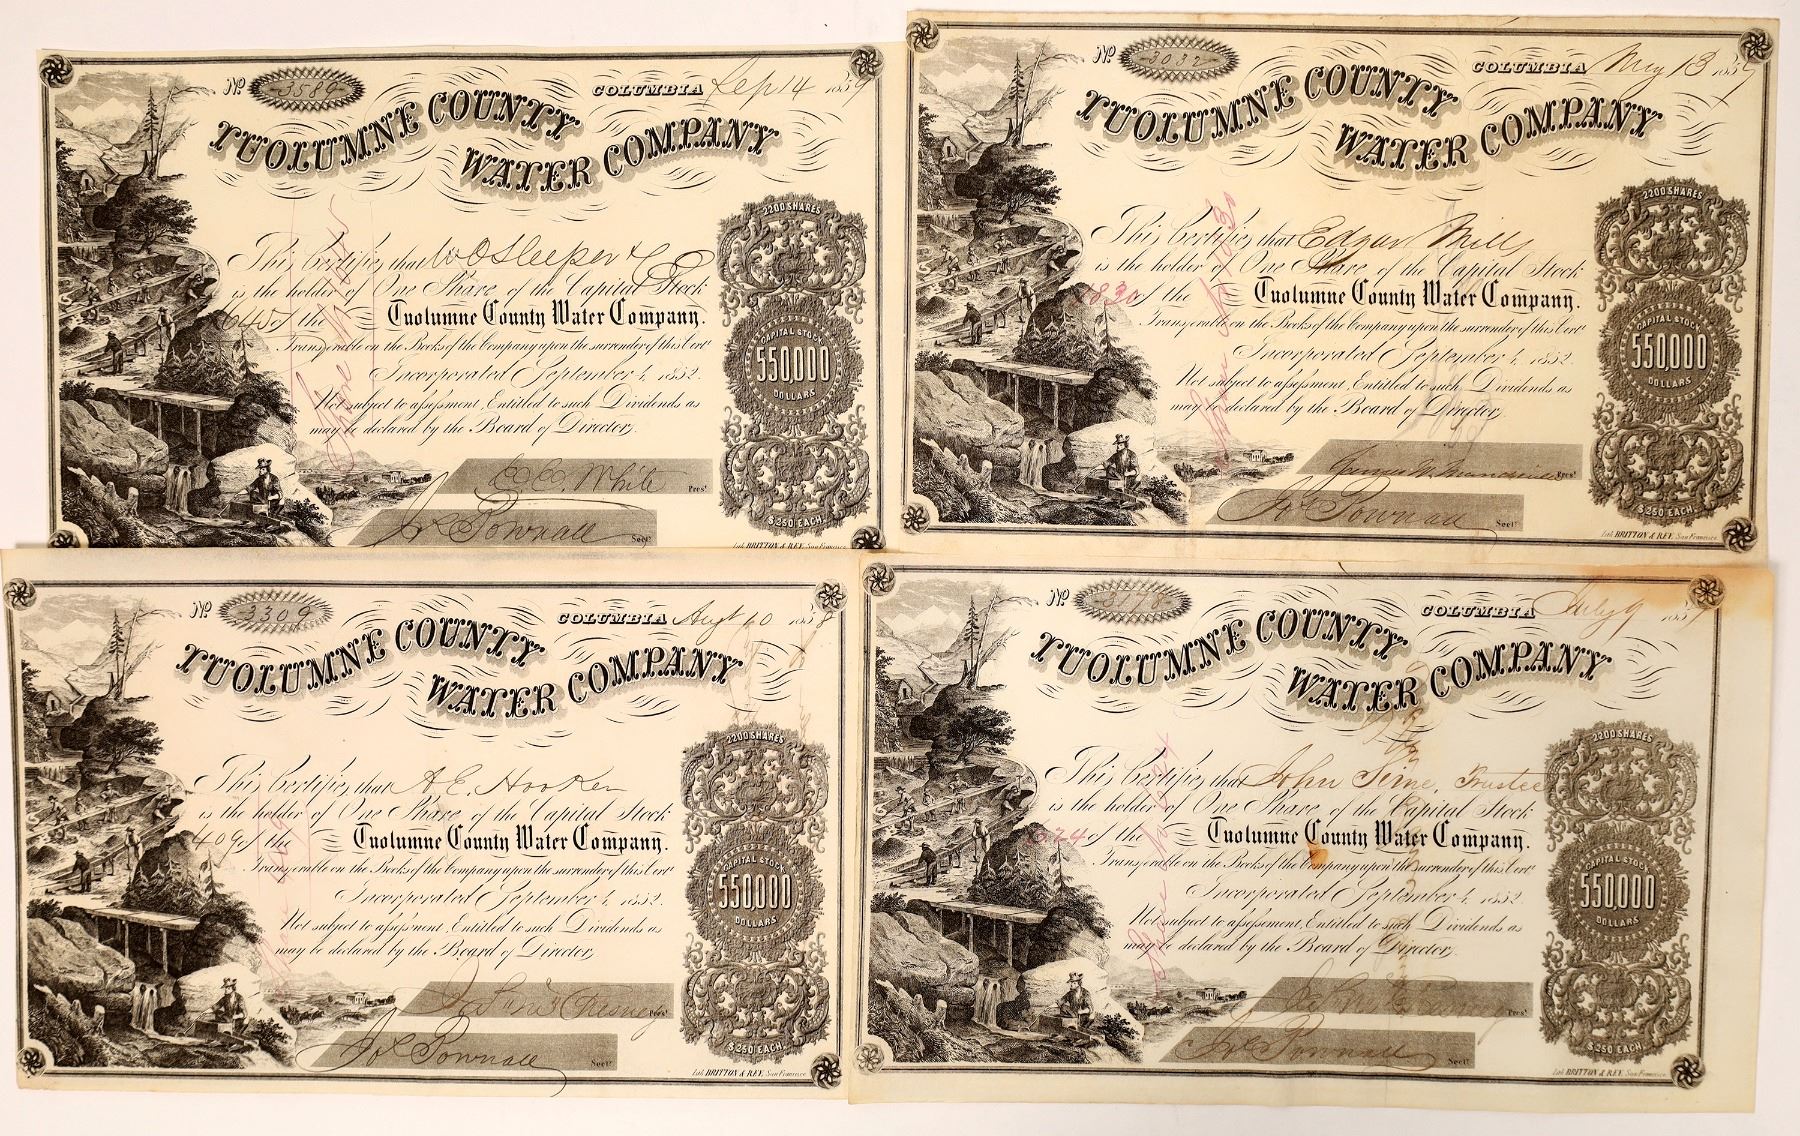 No 3589 COLUMBIA Sep 14 1859
TUOLUMNE COUNTY
WATER COMPANY
2200 SHARES
This Certifies that W O Sleeper & Co
is the holder of One Share of the Capital Stock
645 of the Tuolumne County Water Company.
Transferable on the Books of the Company upon the surrender of this Cert.
Incorporated September 4, 1852.
Not subject to assessment, Entitled to such Dividends as
may be declared by the Board of Directors.
CAPITAL STOCK
550,000
DOLLARS
$ 250 EACH.
White Prest
Jos Pownall Secty
Lith. BRITTON & REY. San Francisco
No 3032 COLUMBIA May 13 185
TUOLUMNE COUNTY
WATER COMPANY
2200 SHARES
This Certifies that Edgar Mills
is the holder of One Share of the Capital Stock
1830 of the Tuolumne County Water Company.
Transferable on the Books of the Company upon the surrender of this Cert.
Incorporated September 4, 1852.
Not subject to assessment, Entitled to such Dividends as
may be declared by the Board of Directors.
CAPITAL STOCK
550,000
DOLLARS
$ 250 EACH.
Prest
Jos Pownall Secty
Lith. BRITTON & REY. San Francisco
No 3309 COLUMBIA Augt 10 1858
TUOLUMNE COUNTY
WATER COMPANY
2200 SHARES
This Certifies that A. E. Hooker
is the holder of One Share of the Capital Stock
409 of the Tuolumne County Water Company.
Transferable on the Books of the Company upon the surrender of this Cert.
Incorporated September 4, 1852.
Not subject to assessment, Entitled to such Dividends as
may be declared by the Board of Directors.
CAPITAL STOCK
550,000
DOLLARS
$ 250 EACH.
Prest
Jos Pownall Secty
Lith. BRITTON & REY. San Francisco
No COLUMBIA July 9 185
TUOLUMNE COUNTY
WATER COMPANY
2200 SHARES
This Certifies that John Trustee
is the holder of One Share of the Capital Stock
of the Tuolumne County Water Company.
Transferable on the Books of the Company upon the surrender of this Cert.
Incorporated September 4, 1852.
Not subject to assessment, Entitled to such Dividends as
may be declared by the Board of Directors.
CAPITAL STOCK
550,000
DOLLARS
$ 250 EACH.
Prest
Jos Pownall Secty
Lith. BRITTON & REY. San Francisco